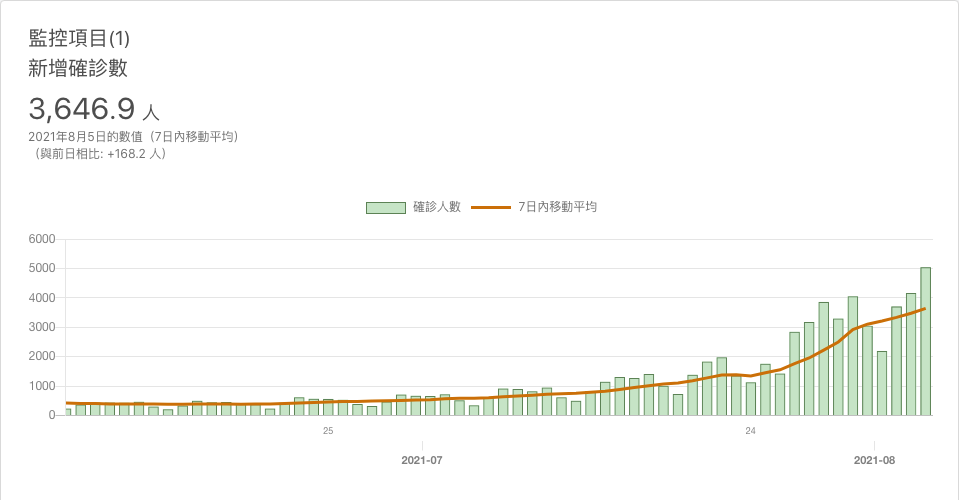 監控項目(1)
新增確診數
3,646.9 人
2021年8月5日的數值（7日內移動平均）
（與前日相比: +168.2 人）
確診人數 7日內移動平均
6000
5000
4000
3000
2000
1000
0
25 24
2021-07 2021-08